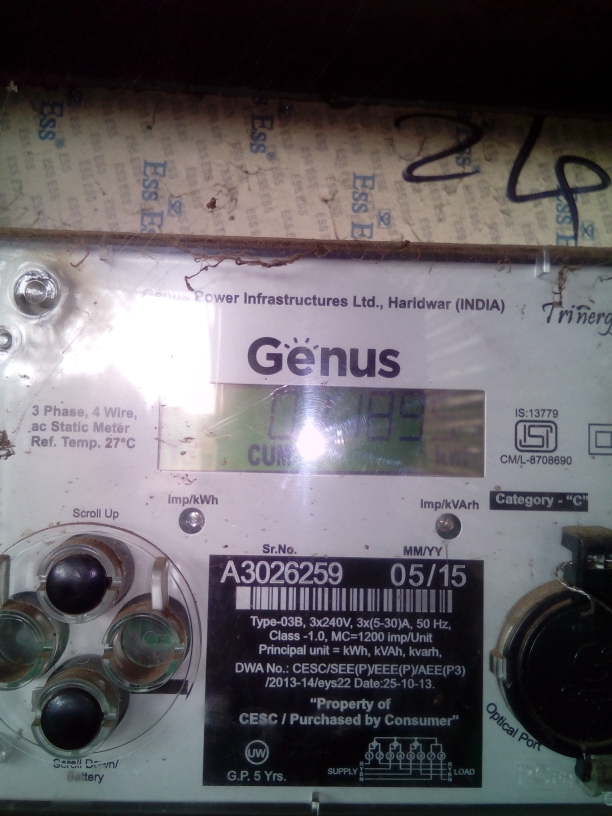 24
Ess
Genus Power Infrastructures Ltd., Haridwar (INDIA)
Genus
3 Phase, 4 Wire,
ac Static Meter
Ref. Temp. 27°C
CUM
IS:13779
ISI
CM/L-8708690
Imp/kWh
Imp/kVArh
Category - "C"
Scroll Up
Sr.No. MM/YY
A3026259 05/15
Type-03B, 3x240V, 3x(5-30)A, 50 Hz,
Class -1.0, MC=1200 imp/Unit
Principal unit = kWh, kVAh, kvarh,
DWA No.: CESC/SEE(P)/EEE(P)/AEE(P3)
/2013-14/eys22 Date:25-10-13.
"Property of
CESC / Purchased by Consumer"
UW
G.P. 5 Yrs.
SUPPLY LOAD
Scroll Down/
Battery
Optical Port